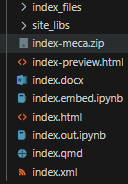 index_files
site_libs
index-meca.zip
index-preview.html
index.docx
index.embed.ipynb
index.html
index.out.ipynb
index.qmd
index.xml